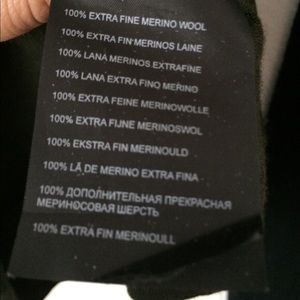 100% EXTRA FINE MERINO WOOL
100% EXTRA FIN MERINOS LAINE
100% LANA MERINOS EXTRAFINE
100% LANA EXTRA FINO MERINO
100% EXTRA FEINE MERINOWOLLE
100% EXTRA FIJNE MERINOSWOL
100% EKSTRA FIN MERINOULD
100% LÃ DE MERINO EXTRA FINA
100% ДОПОЛНИТЕЛЬНАЯ ПРЕКРАСНАЯ
МЕРИНОСОВАЯ ШЕРСТЬ
100% EXTRA FIN MERINOULL